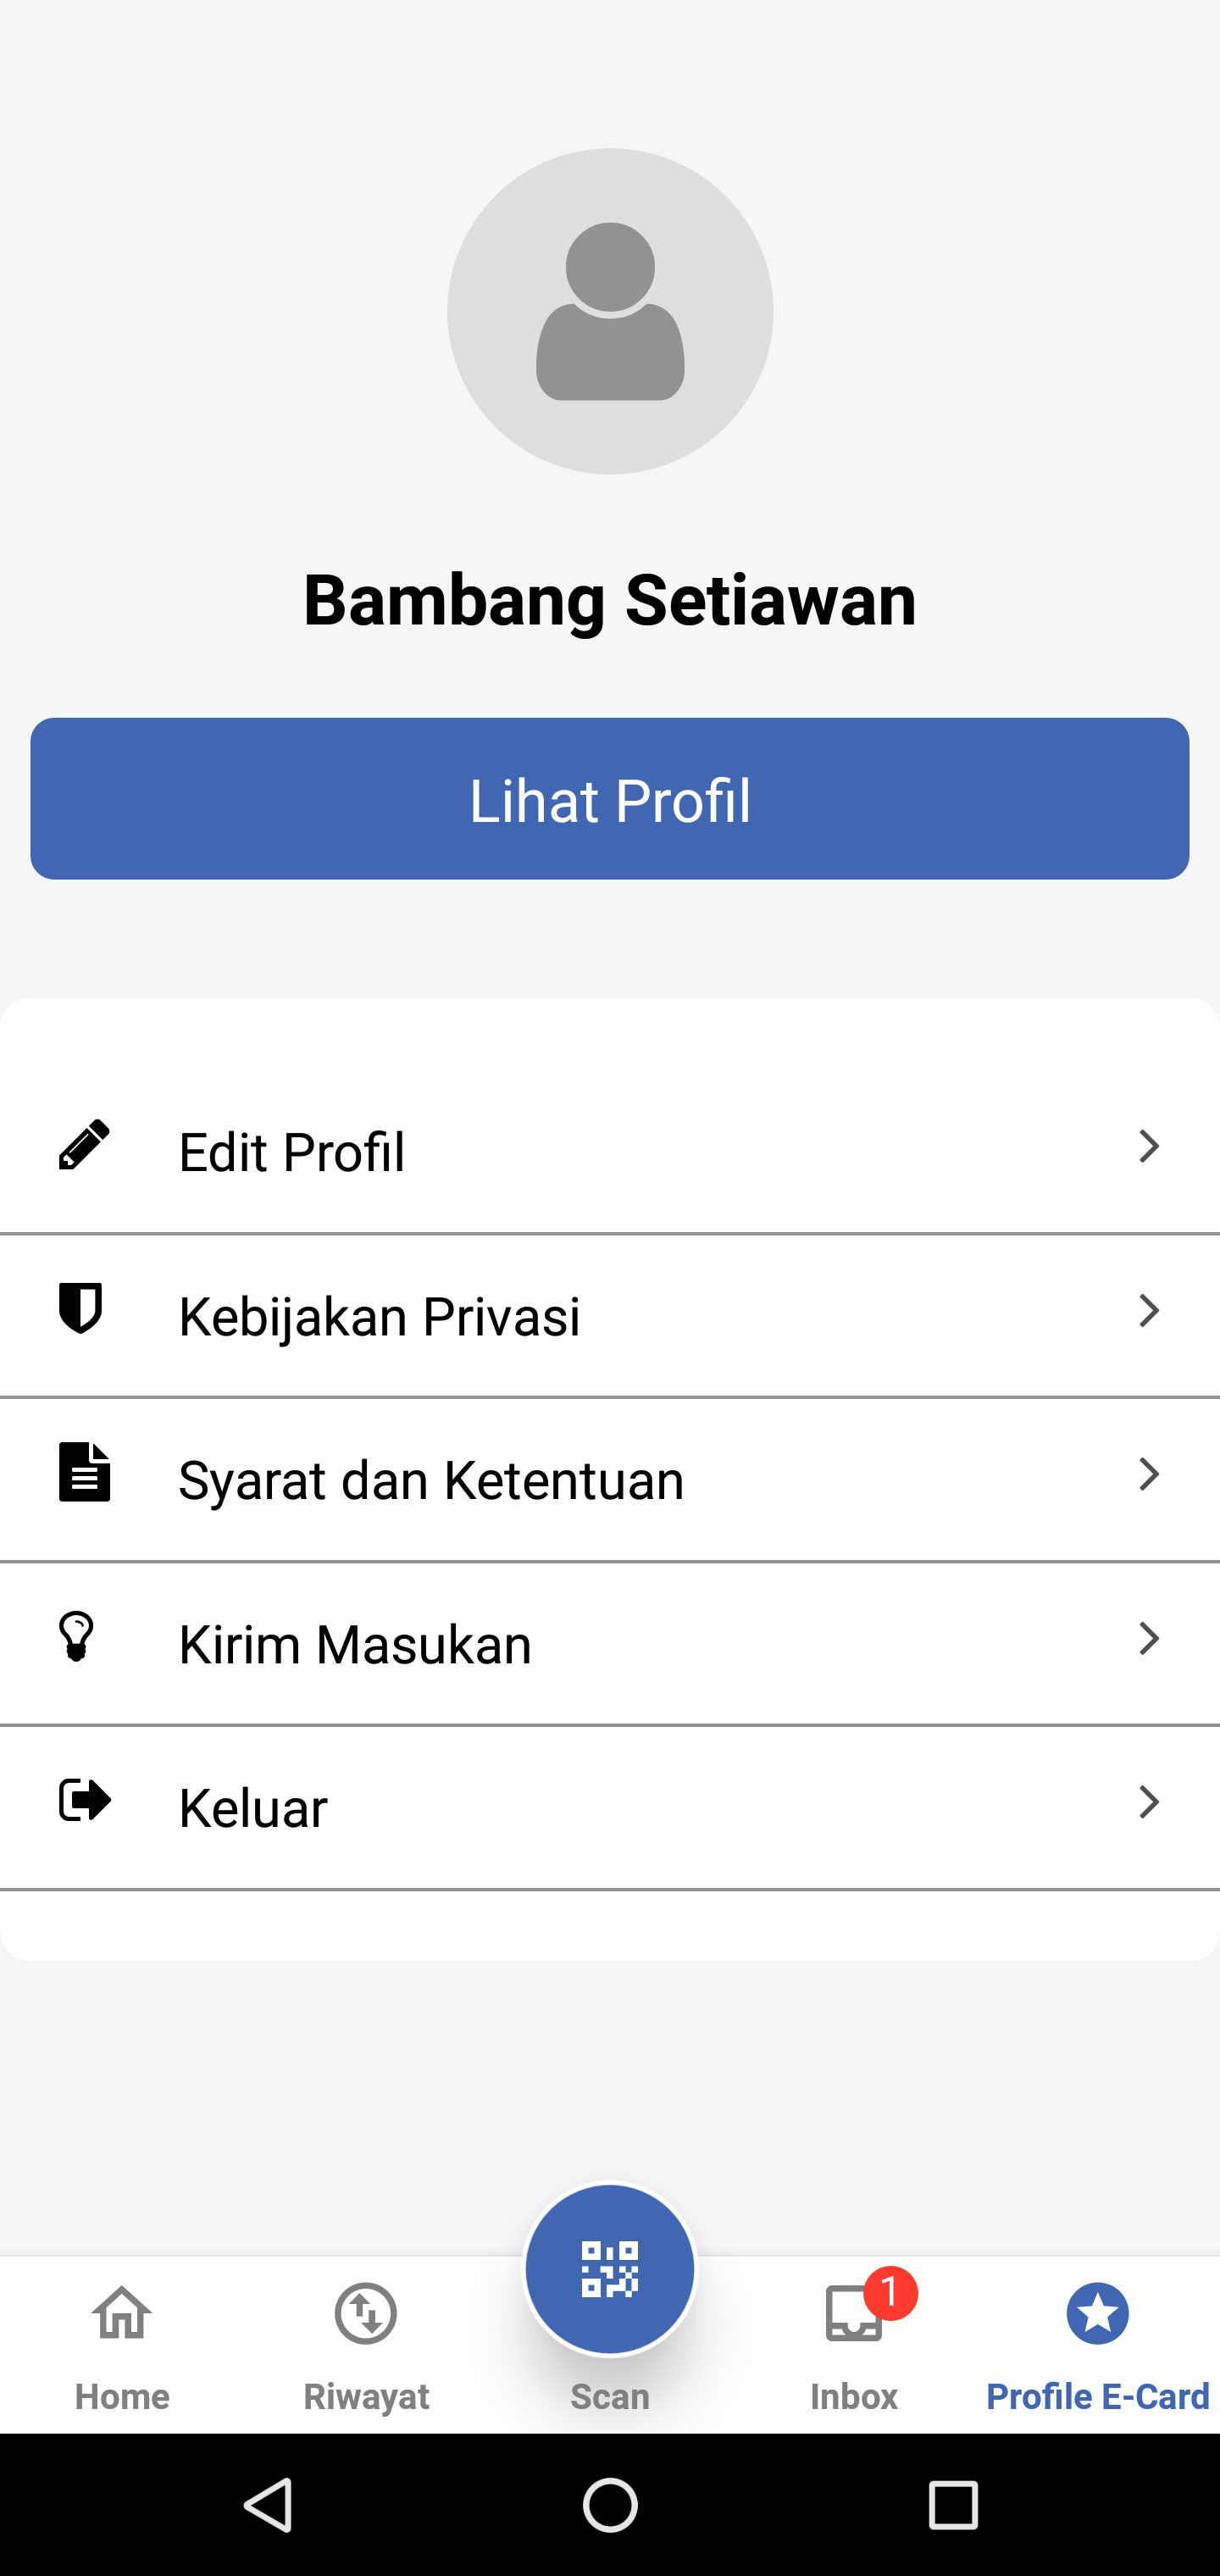 Bambang Setiawan
Lihat Profil
Edit Profil
Kebijakan Privasi
Syarat dan Ketentuan
Kirim Masukan
Keluar
1
Home
Riwayat
Scan
Inbox
Profile E-Card